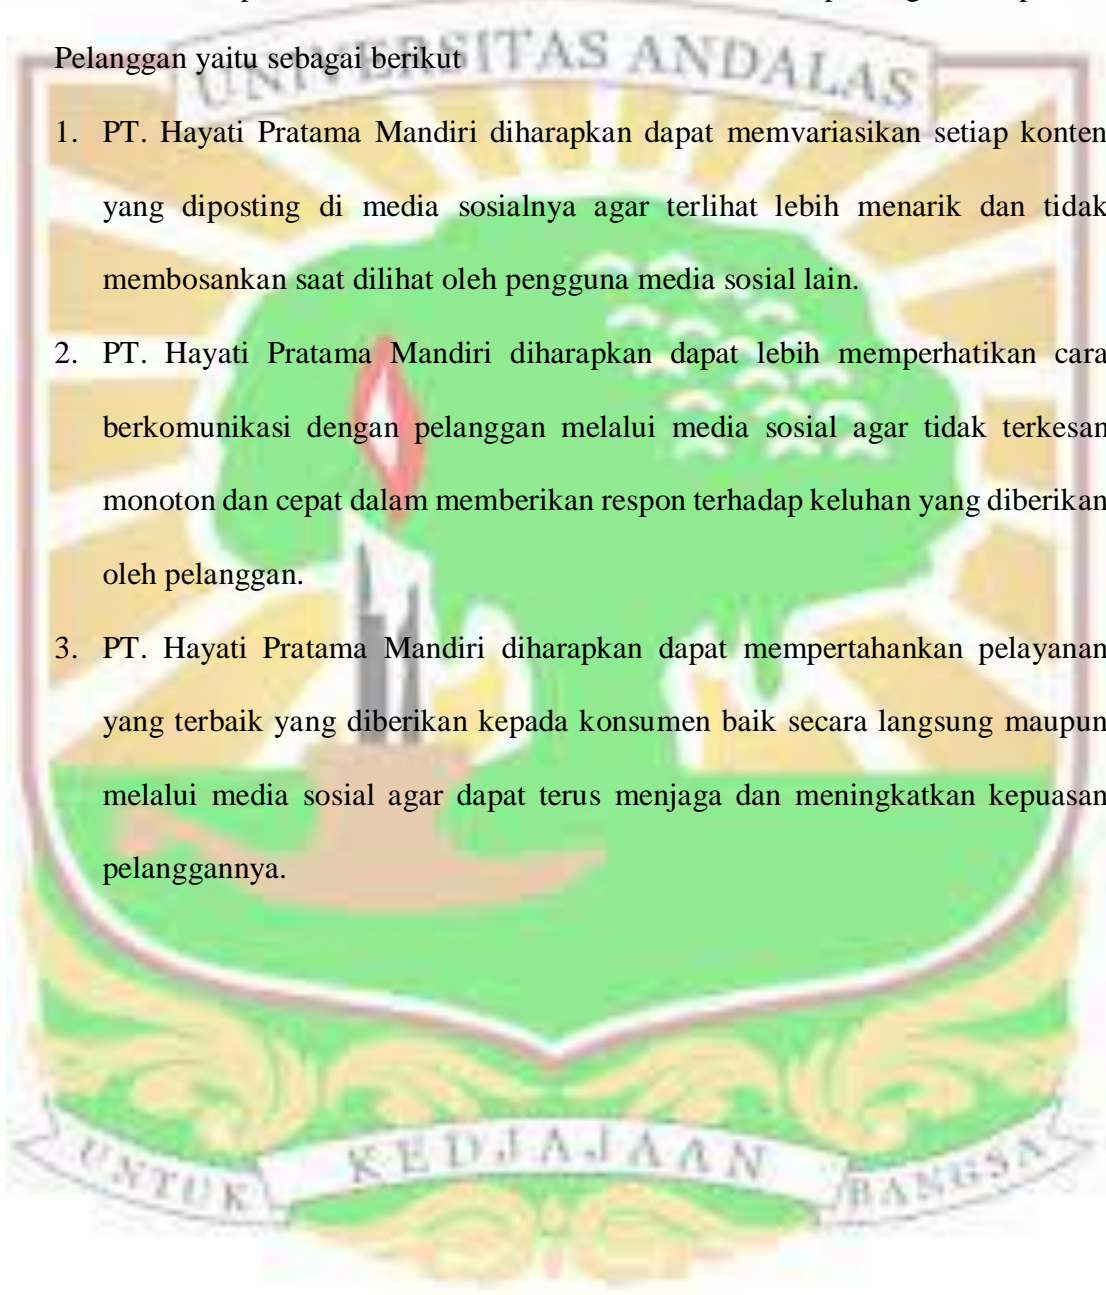 Pelanggan yaitu sebagai berikut
UNIVERSITAS ANDALAS
1. PT. Hayati Pratama Mandiri diharapkan dapat memvariasikan setiap konten
yang diposting di media sosialnya agar terlihat lebih menarik dan tidak
membosankan saat dilihat oleh pengguna media sosial lain.
2. PT. Hayati Pratama Mandiri diharapkan dapat lebih memperhatikan cara
berkomunikasi dengan pelanggan melalui media sosial agar tidak terkesan
monoton dan cepat dalam memberikan respon terhadap keluhan yang diberikan
oleh pelanggan.
3. PT. Hayati Pratama Mandiri diharapkan dapat mempertahankan pelayanan
yang terbaik yang diberikan kepada konsumen baik secara langsung maupun
melalui media sosial agar dapat terus menjaga dan meningkatkan kepuasan
pelanggannya.
UNTUK KEDJAJAAN BANGSA